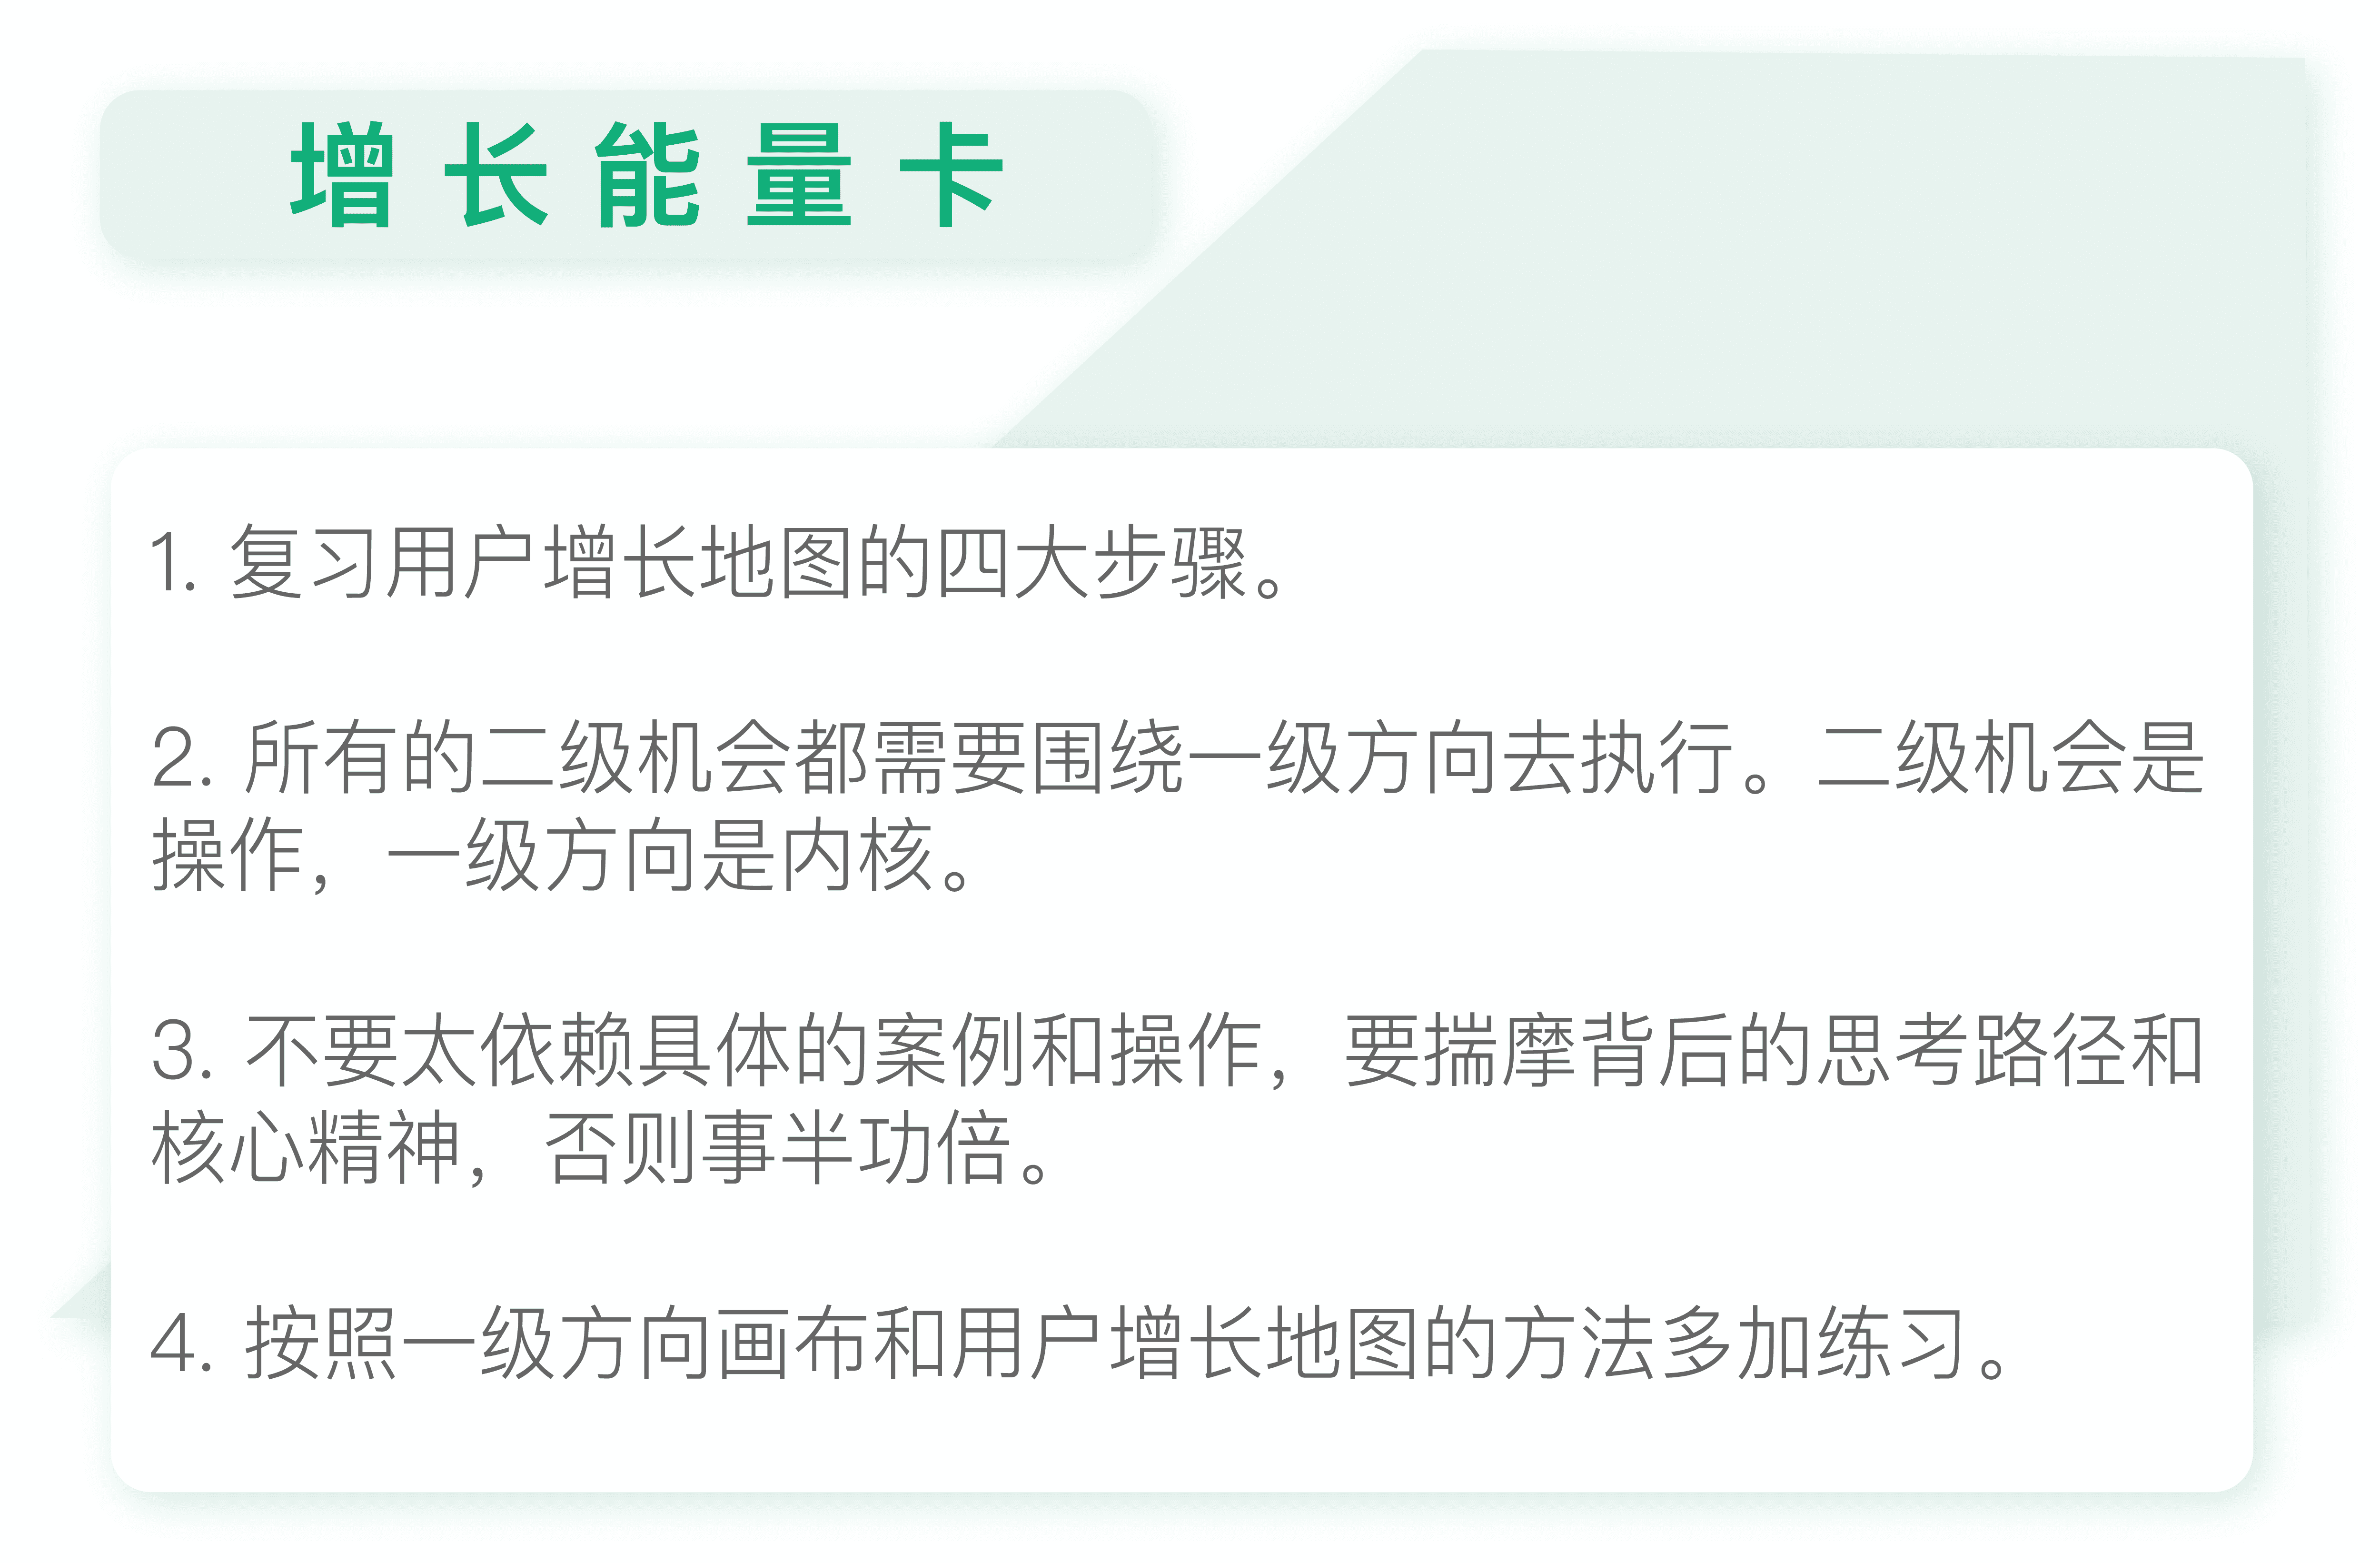 增长能量卡
1. 复习用户增长地图的四大步骤。
2. 所有的二级机会都需要围绕一级方向去执行。二级机会是
操作，一级方向是内核。
3. 不要太依赖具体的案例和操作，要揣摩背后的思考路径和
核心精神，否则事半功倍。
4. 按照一级方向画布和用户增长地图的方法多加练习。